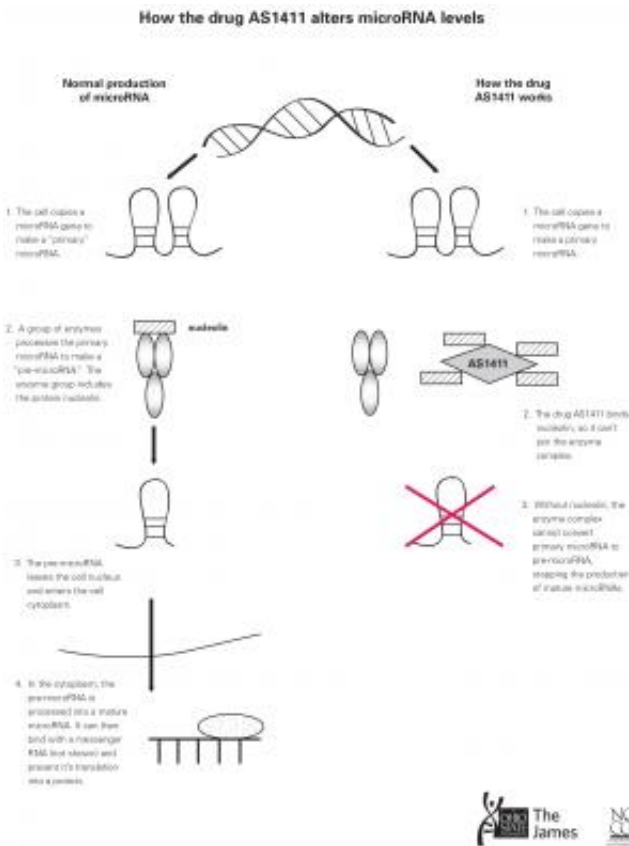 How the drug AS1411 alters microRNA levels
Normal production
of microRNA
How the drug
AS1411 works
1. The cell copies a
microRNA gene to
make a "primary"
microRNA.
1. The cell copies a
microRNA gene to
make a primary
microRNA.
2. A group of enzymes
processes the primary
microRNA to make a
"pre-microRNA." The
enzyme group includes
the protein nucleolin.
nucleolin
AS1411
2. The drug AS1411 binds
nucleolin, so it can't
join the enzyme
complex.
3. The pre-microRNA
leaves the cell nucleus
and enters the cell
cytoplasm.
3. Without nucleolin, the
enzyme complex
cannot convert
primary microRNA to
pre-microRNA,
stopping the production
of mature microRNAs.
4. In the cytoplasm, the
pre-microRNA is
processed into a mature
microRNA. It can then
bind with a messenger
RNA (not shown) and
prevent it's translation
into a protein.
OHIO
STATE
The
James